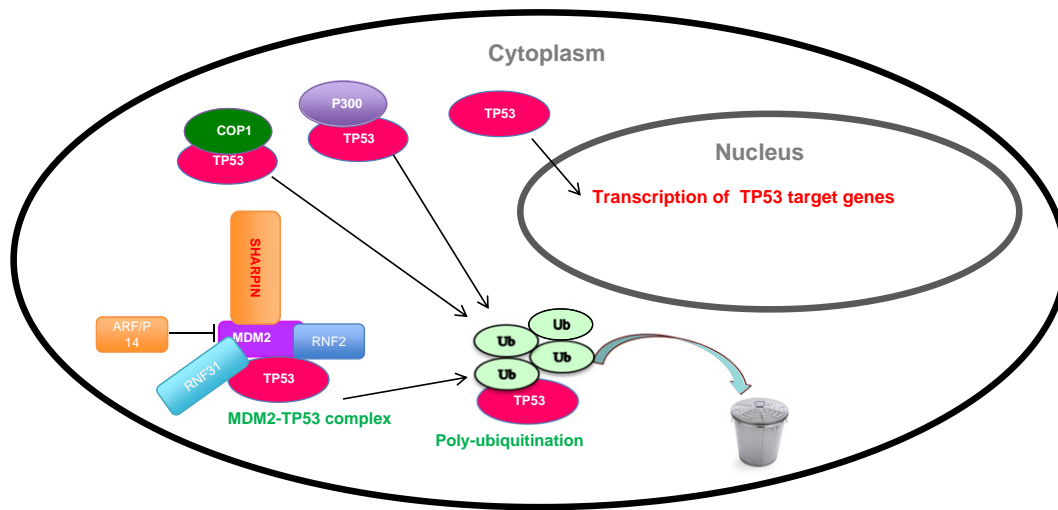 Cytoplasm
P300
TP53
COP1
TP53
TP53
Nucleus
Transcription of TP53 target genes
SHARPIN
ARF/P
14
MDM2
RNF2
RNF31
TP53
MDM2-TP53 complex
Ub
Ub
Ub
Ub
TP53
Poly-ubiquitination